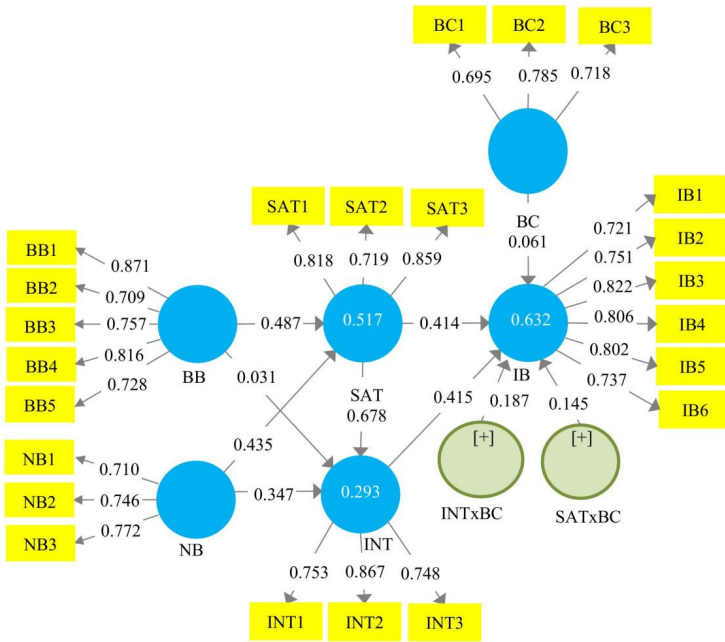 BC1 BC2 BC3
0.695 0.785 0.718
BC
0.061
SAT1 SAT2 SAT3
0.818 0.719 0.859
IB1
IB2
IB3
IB4
IB5
IB6
0.721
0.751
0.822
0.806
0.802
0.737
BB1
BB2
BB3
BB4
BB5
0.871
0.709
0.757
0.816
0.728
BB
0.487
0.517
0.414
0.632
IB
SAT
0.678
0.031
0.415
0.187
0.145
0.435
NB1
NB2
NB3
0.710
0.746
0.772
NB
0.347
0.293
INT
[+] [+]
INTxBC SATxBC
0.753 0.867 0.748
INT1 INT2 INT3